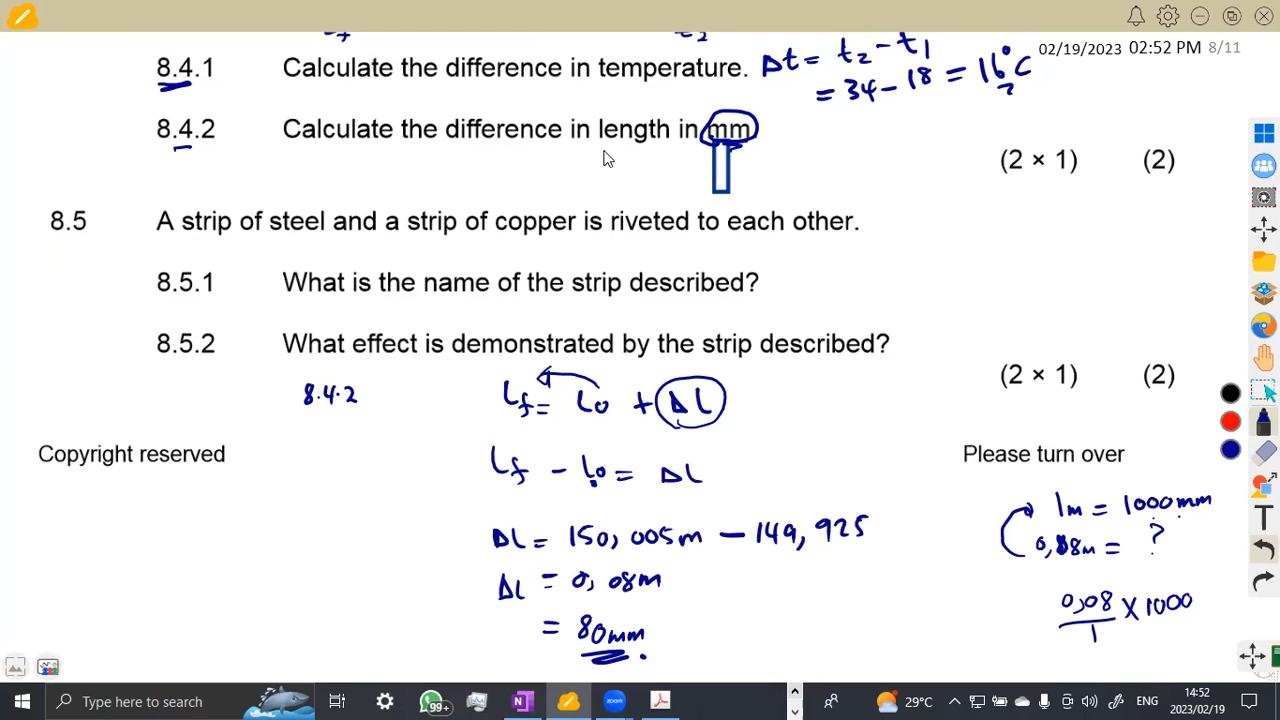 02/19/2023 02:52 PM 8/11
8.4.1 Calculate the difference in temperature. Δt = t2 - t1
= 34 - 18 = 16°C
8.4.2 Calculate the difference in length in mm.
(2 × 1) (2)
8.5 A strip of steel and a strip of copper is riveted to each other.
8.5.1 What is the name of the strip described?
8.5.2 What effect is demonstrated by the strip described?
(2 × 1) (2)
8.4.2 Lf = Lo + ΔL
Copyright reserved Please turn over
Lf - Lo = ΔL
1m = 1000mm
ΔL = 150,005m - 149,925
0,08m = ?
ΔL = 0,08m
0,08/1 × 1000
= 80mm
Type here to search
99+
zoom
29°C
ENG
14:52
2023/02/19